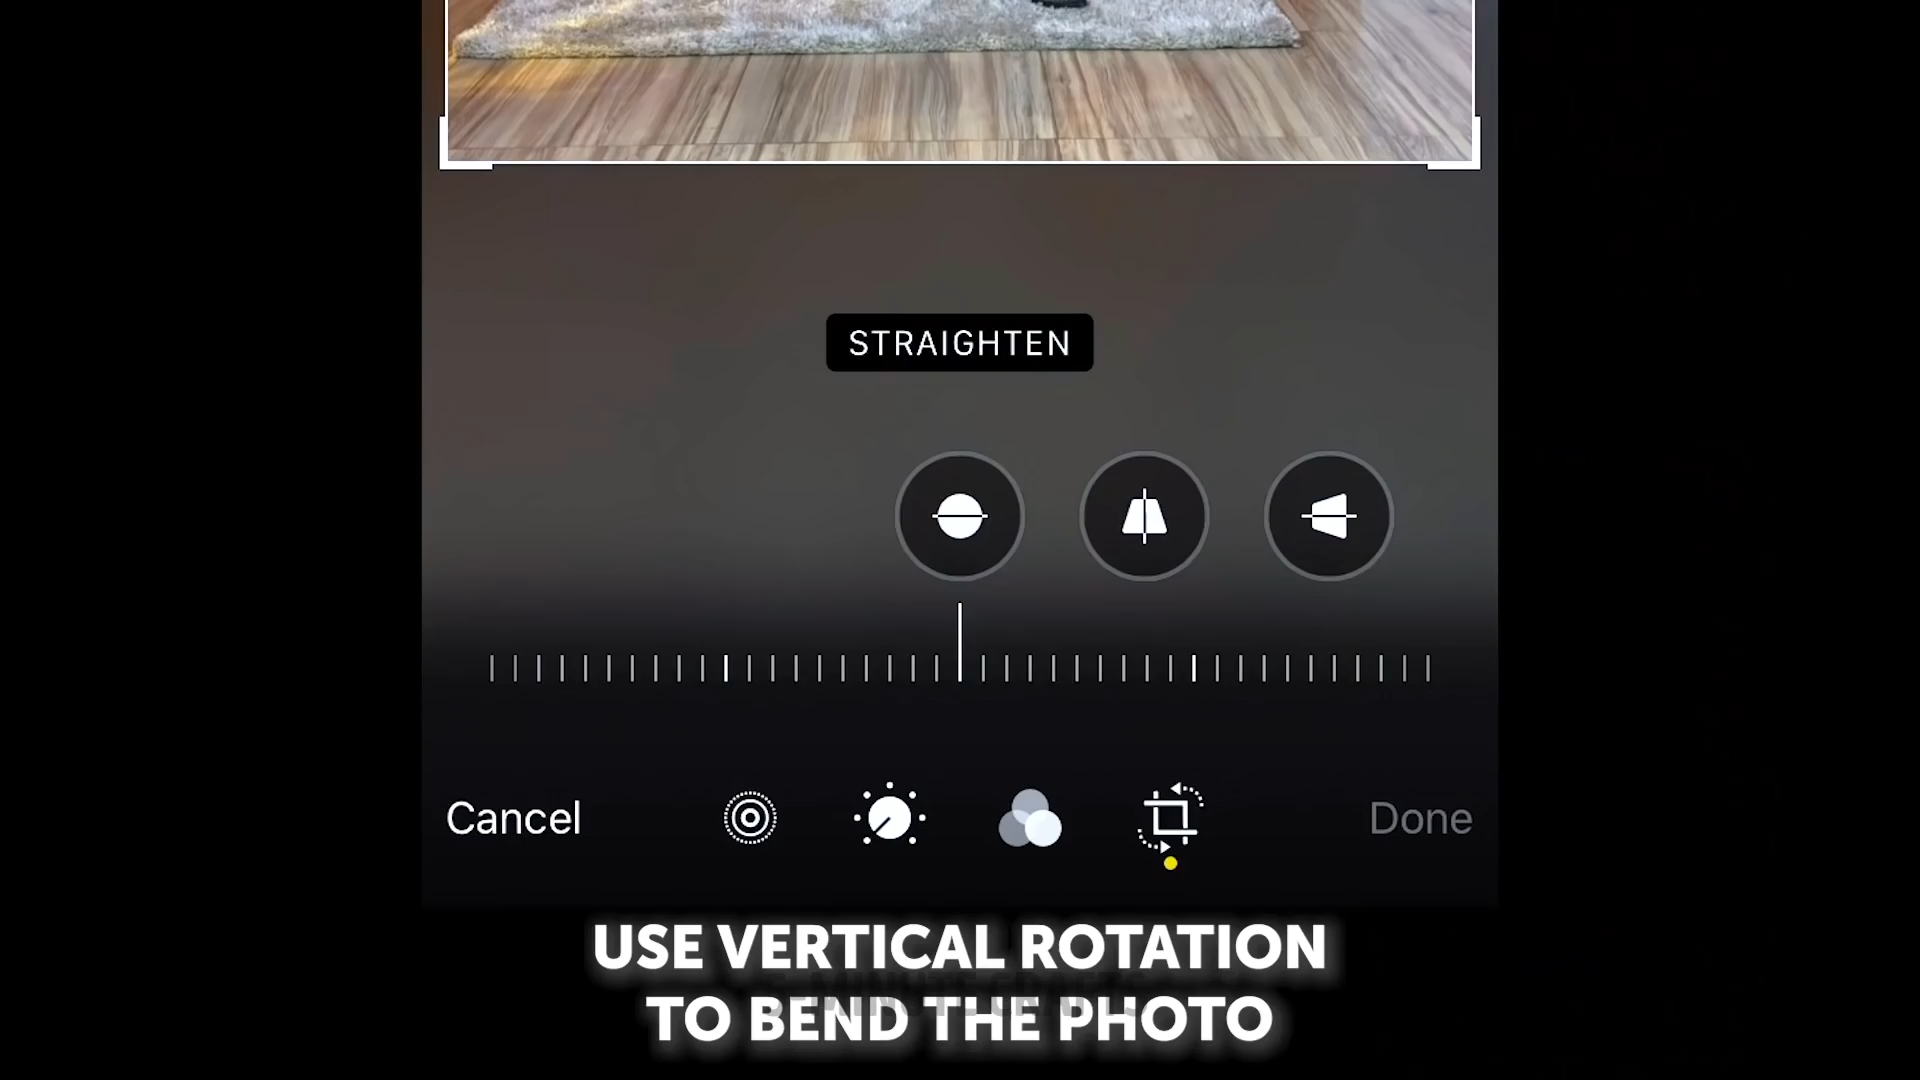 STRAIGHTEN
Cancel
Done
USE VERTICAL ROTATION
TO BEND THE PHOTO